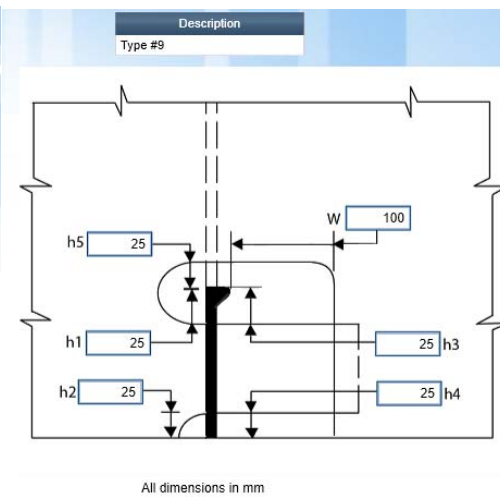 Description
Type #9
W 100
h5 25
h1 25
25 h3
h2 25
25 h4
All dimensions in mm